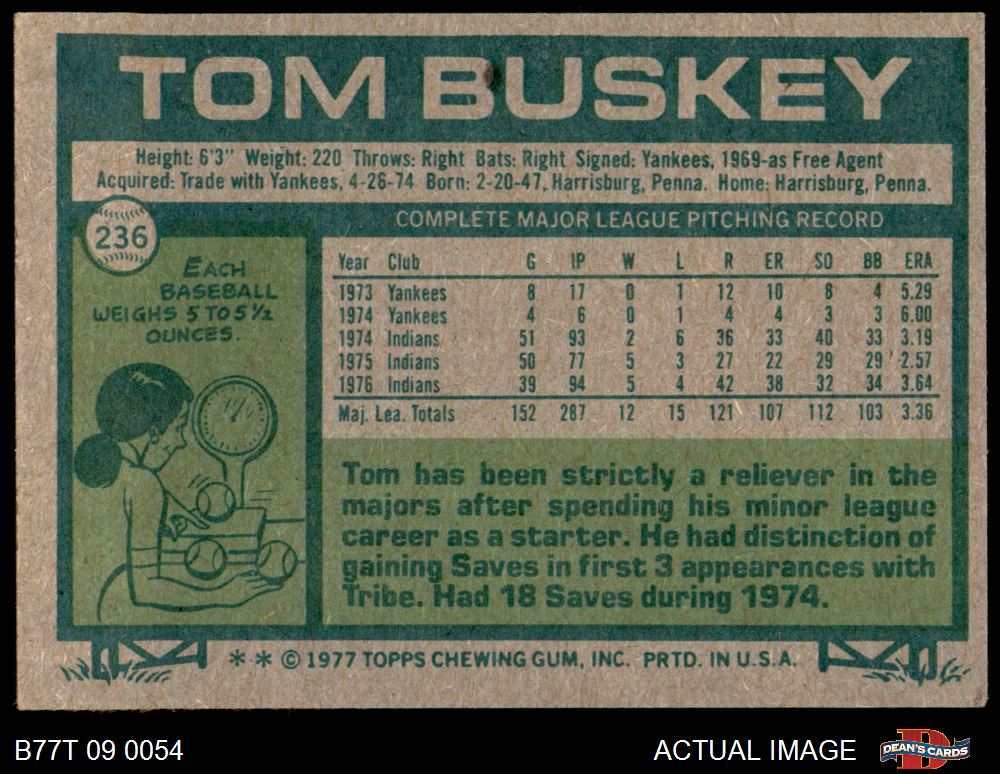 TOM BUSKEY
Height: 6'3" Weight: 220 Throws: Right Bats: Right Signed: Yankees, 1969-as Free Agent
Acquired: Trade with Yankees, 4-26-74 Born: 2-20-47, Harrisburg, Penna. Home: Harrisburg, Penna.
236
EACH
BASEBALL
WEIGHS 5 TO 5½
OUNCES.
COMPLETE MAJOR LEAGUE PITCHING RECORD
Year Club G IP W L R ER SO BB ERA
1973 Yankees 8 17 0 1 12 10 8 4 5.29
1974 Yankees 4 6 0 1 4 4 3 3 6.00
1974 Indians 51 93 2 6 36 33 40 33 3.19
1975 Indians 50 77 5 3 27 22 29 29 2.57
1976 Indians 39 94 5 4 42 38 32 34 3.64
Maj. Lea. Totals 152 287 12 15 121 107 112 103 3.36
Tom has been strictly a reliever in the
majors after spending his minor league
career as a starter. He had distinction of
gaining Saves in first 3 appearances with
Tribe. Had 18 Saves during 1974.
** © 1977 TOPPS CHEWING GUM, INC. PRTD. IN U.S.A.
B77T 09 0054
ACTUAL IMAGE
DEAN'S CARDS